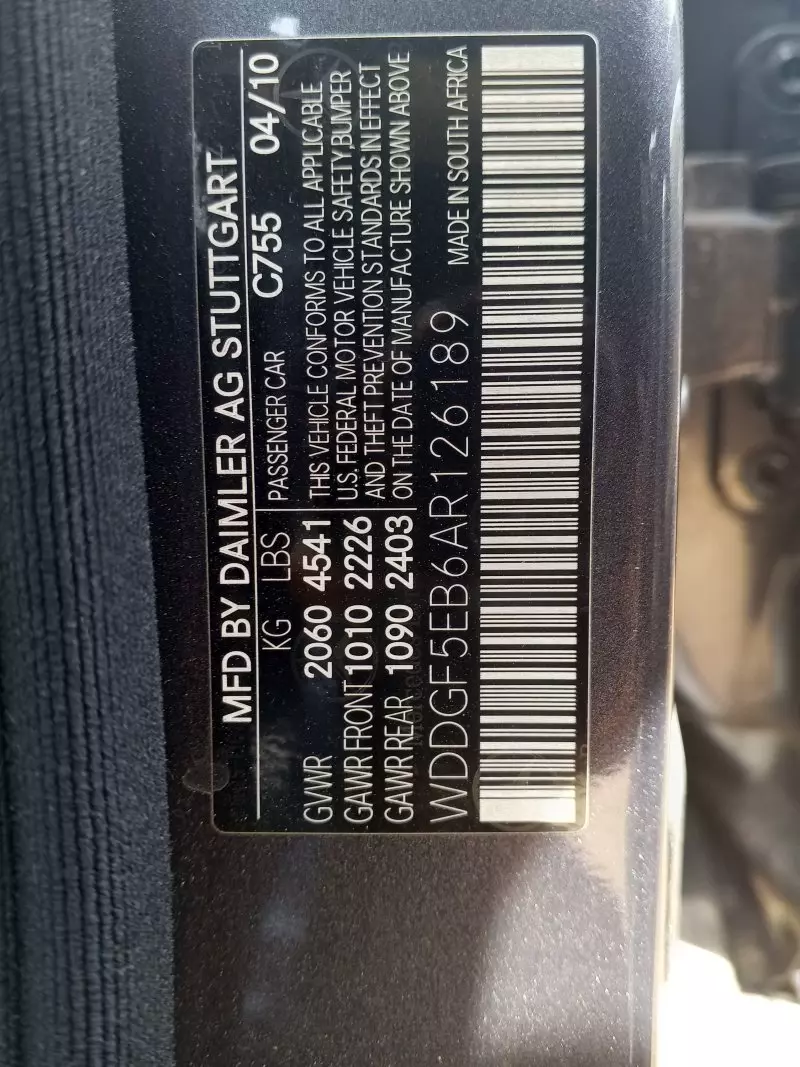 MFD BY DAIMLER AG STUTTGART
KG LBS PASSENGER CAR C755 04/10
GVWR 2060 4541 THIS VEHICLE CONFORMS TO ALL APPLICABLE
GAWR FRONT 1010 2226 U.S. FEDERAL MOTOR VEHICLE SAFETY,BUMPER
GAWR REAR 1090 2403 AND THEFT PREVENTION STANDARDS IN EFFECT
ON THE DATE OF MANUFACTURE SHOWN ABOVE
WDDGF5EB6AR126189 MADE IN SOUTH AFRICA